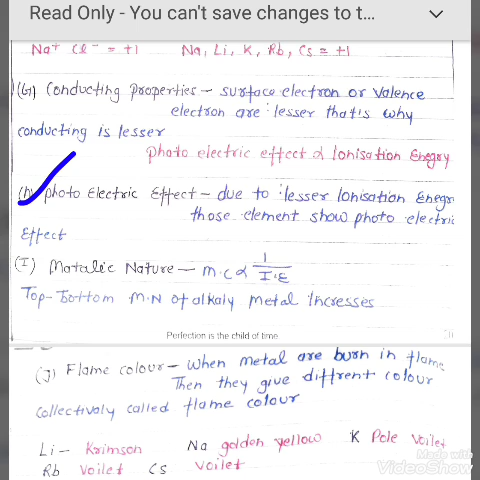 Read Only - You can't save changes to t...
Na+ Cl- = +1 Na, Li, K, Rb, Cs = +1
(G) Conducting properties - surface electron or Valence
electron are lesser that's why
conducting is lesser
photo electric effect α Ionisation Enegry
(h) photo Electric Effect - due to lesser Ionisation Enegr
those element show photo electric
Effect
(I) Matalic Nature - M.C α 1/I.E
Top-bottom M.N of alkaly metal Incresses
Perfection is the child of time
(J) Flame colour - when metal are burn in flame
Then they give diffrent colour
collectivaly called flame colour
Li - Krimson Na golden yellow K Pole Voilet
Rb Voilet Cs Voilet
Made with
VideoShow